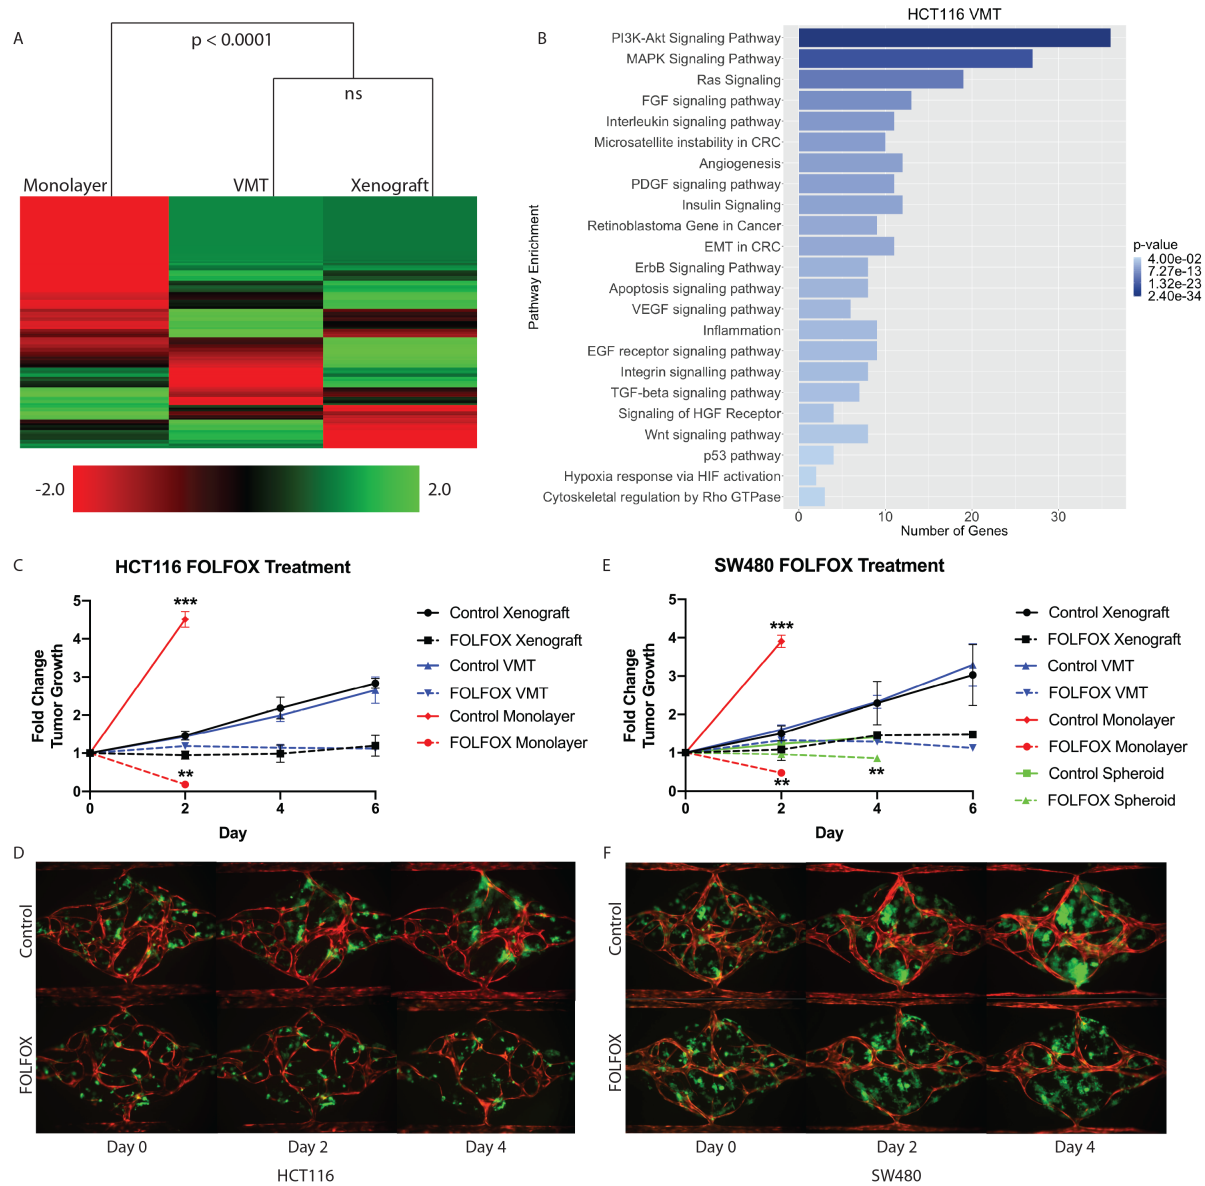 A
p < 0.0001
ns
Monolayer
VMT
Xenograft
-2.0
2.0
B
HCT116 VMT
Pathway Enrichment
PI3K-Akt Signaling Pathway
MAPK Signaling Pathway
Ras Signaling
FGF signaling pathway
Interleukin signaling pathway
Microsatellite instability in CRC
Angiogenesis
PDGF signaling pathway
Insulin Signaling
Retinoblastoma Gene in Cancer
EMT in CRC
ErbB Signaling Pathway
Apoptosis signaling pathway
VEGF signaling pathway
Inflammation
EGF receptor signaling pathway
Integrin signalling pathway
TGF-beta signaling pathway
Signaling of HGF Receptor
Wnt signaling pathway
p53 pathway
Hypoxia response via HIF activation
Cytoskeletal regulation by Rho GTPase
0 10 20 30
Number of Genes
p-value
4.00e-02
7.27e-13
1.32e-23
2.40e-34
C
HCT116 FOLFOX Treatment
Fold Change
Tumor Growth
5
4
3
2
1
0
***
**
0 2 4 6
Day
Control Xenograft
FOLFOX Xenograft
Control VMT
FOLFOX VMT
Control Monolayer
FOLFOX Monolayer
E
SW480 FOLFOX Treatment
Fold Change
Tumor Growth
5
4
3
2
1
0
***
**
**
0 2 4 6
Day
Control Xenograft
FOLFOX Xenograft
Control VMT
FOLFOX VMT
Control Monolayer
FOLFOX Monolayer
Control Spheroid
FOLFOX Spheroid
D
Control
FOLFOX
Day 0 Day 2 Day 4
HCT116
F
Control
FOLFOX
Day 0 Day 2 Day 4
SW480